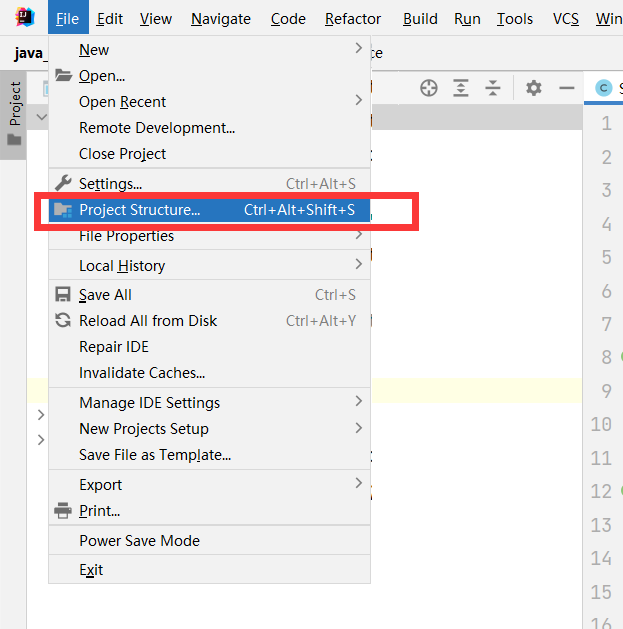 File Edit View Navigate Code Refactor Build Run Tools VCS Win
java_
ce
Project
New
Open...
Open Recent
Remote Development...
Close Project
Settings... Ctrl+Alt+S
Project Structure... Ctrl+Alt+Shift+S
File Properties
Local History
Save All Ctrl+S
Reload All from Disk Ctrl+Alt+Y
Repair IDE
Invalidate Caches...
Manage IDE Settings
New Projects Setup
Save File as Template...
Export
Print...
Power Save Mode
Exit
C S
1
2
3
4
5
6
7
8
9
10
11
12
13
14
15
16